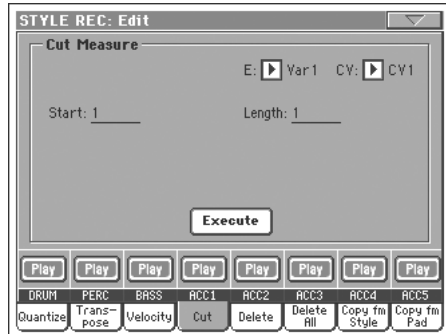 STYLE REC: Edit
Cut Measure
E: Var1 CV: CV1
Start: 1 Length: 1
Execute
Play Play Play Play Play Play Play Play
DRUM PERC BASS ACC1 ACC2 ACC3 ACC4 ACC5
Quantize Trans-pose Velocity Cut Delete Delete All Copy fm Style Copy fm Pad